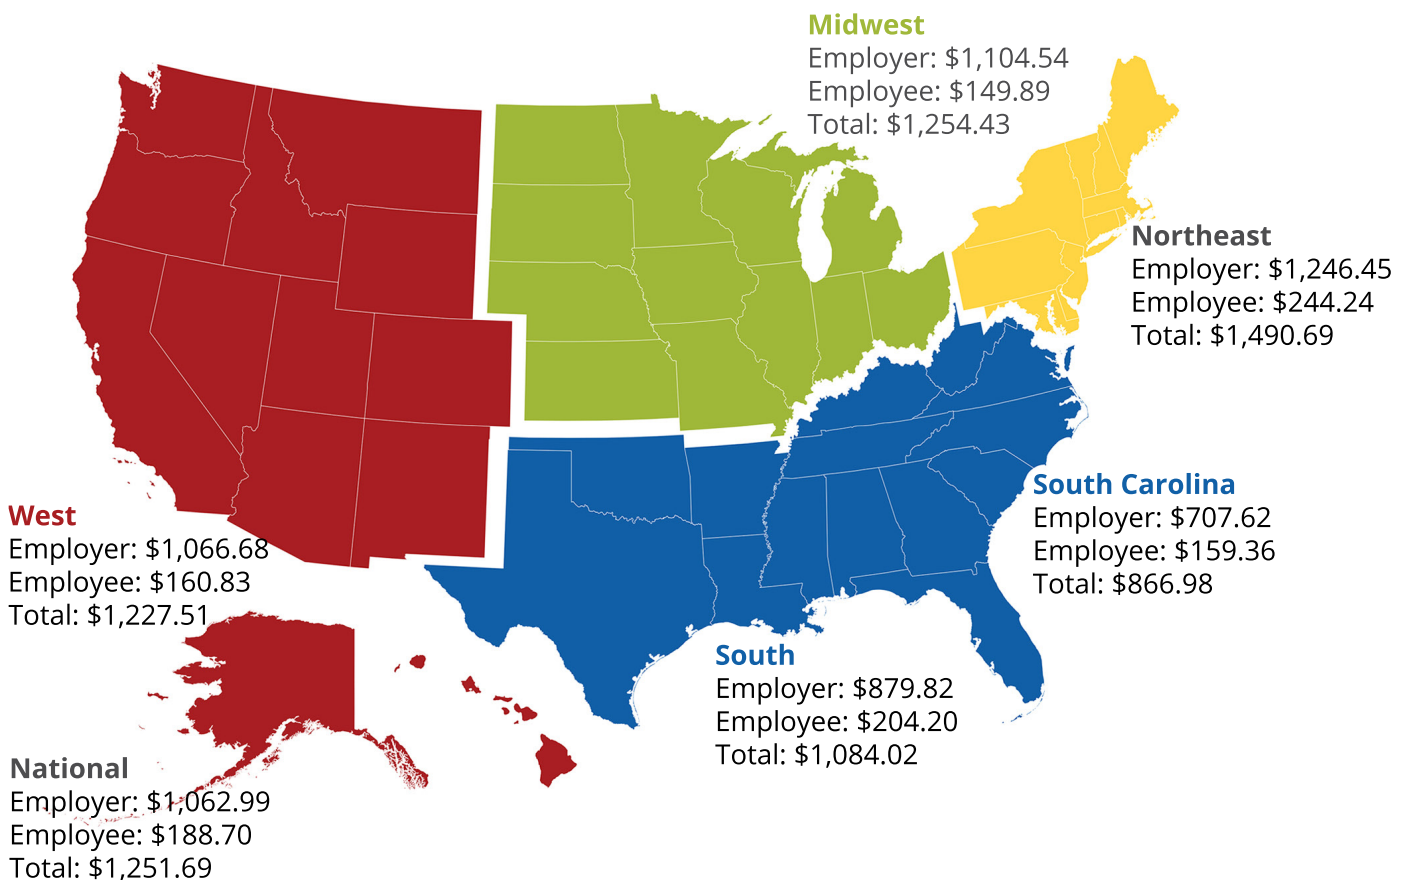 Midwest
Employer: $1,104.54
Employee: $149.89
Total: $1,254.43
Northeast
Employer: $1,246.45
Employee: $244.24
Total: $1,490.69
South Carolina
Employer: $707.62
Employee: $159.36
Total: $866.98
West
Employer: $1,066.68
Employee: $160.83
Total: $1,227.51
South
Employer: $879.82
Employee: $204.20
Total: $1,084.02
National
Employer: $1,062.99
Employee: $188.70
Total: $1,251.69